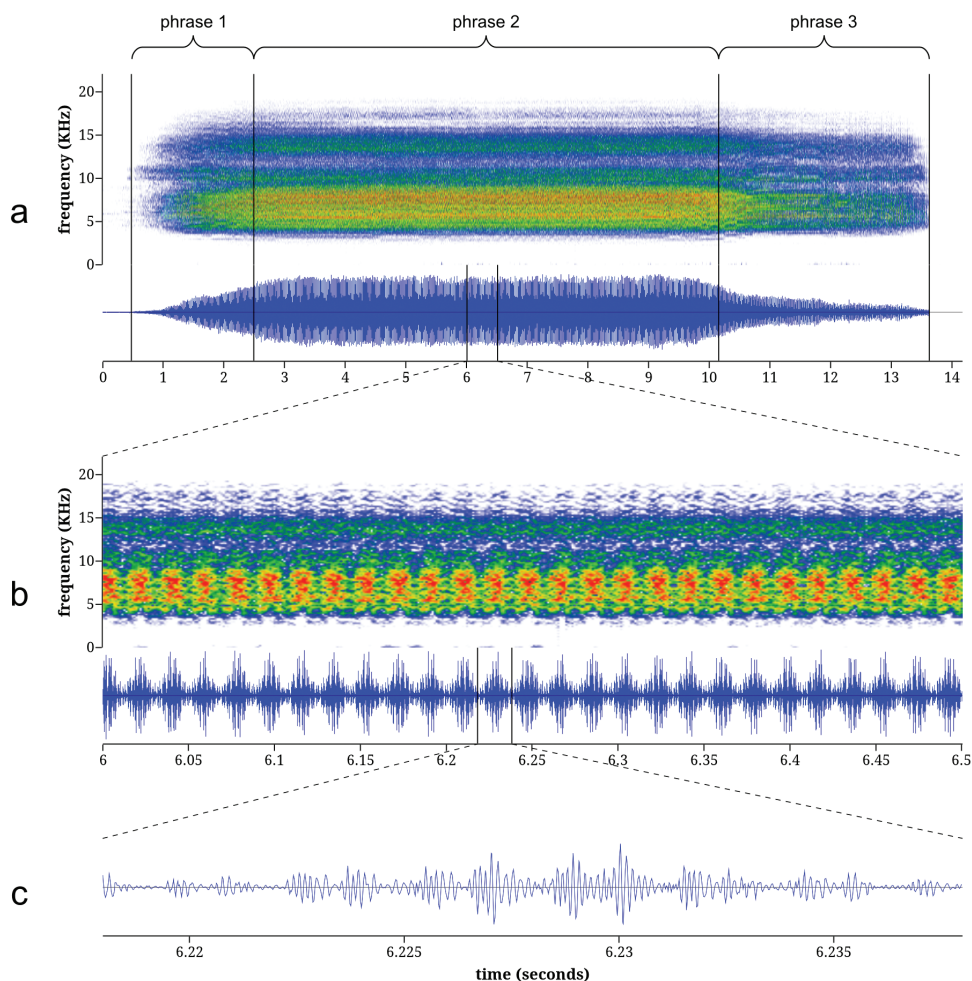 phrase 1 phrase 2 phrase 3
a
frequency (KHz)
20
15
10
5
0
0 1 2 3 4 5 6 7 8 9 10 11 12 13 14
b
frequency (KHz)
20
15
10
5
0
6 6.05 6.1 6.15 6.2 6.25 6.3 6.35 6.4 6.45 6.5
c
6.22 6.225 6.230 6.235
time (seconds)